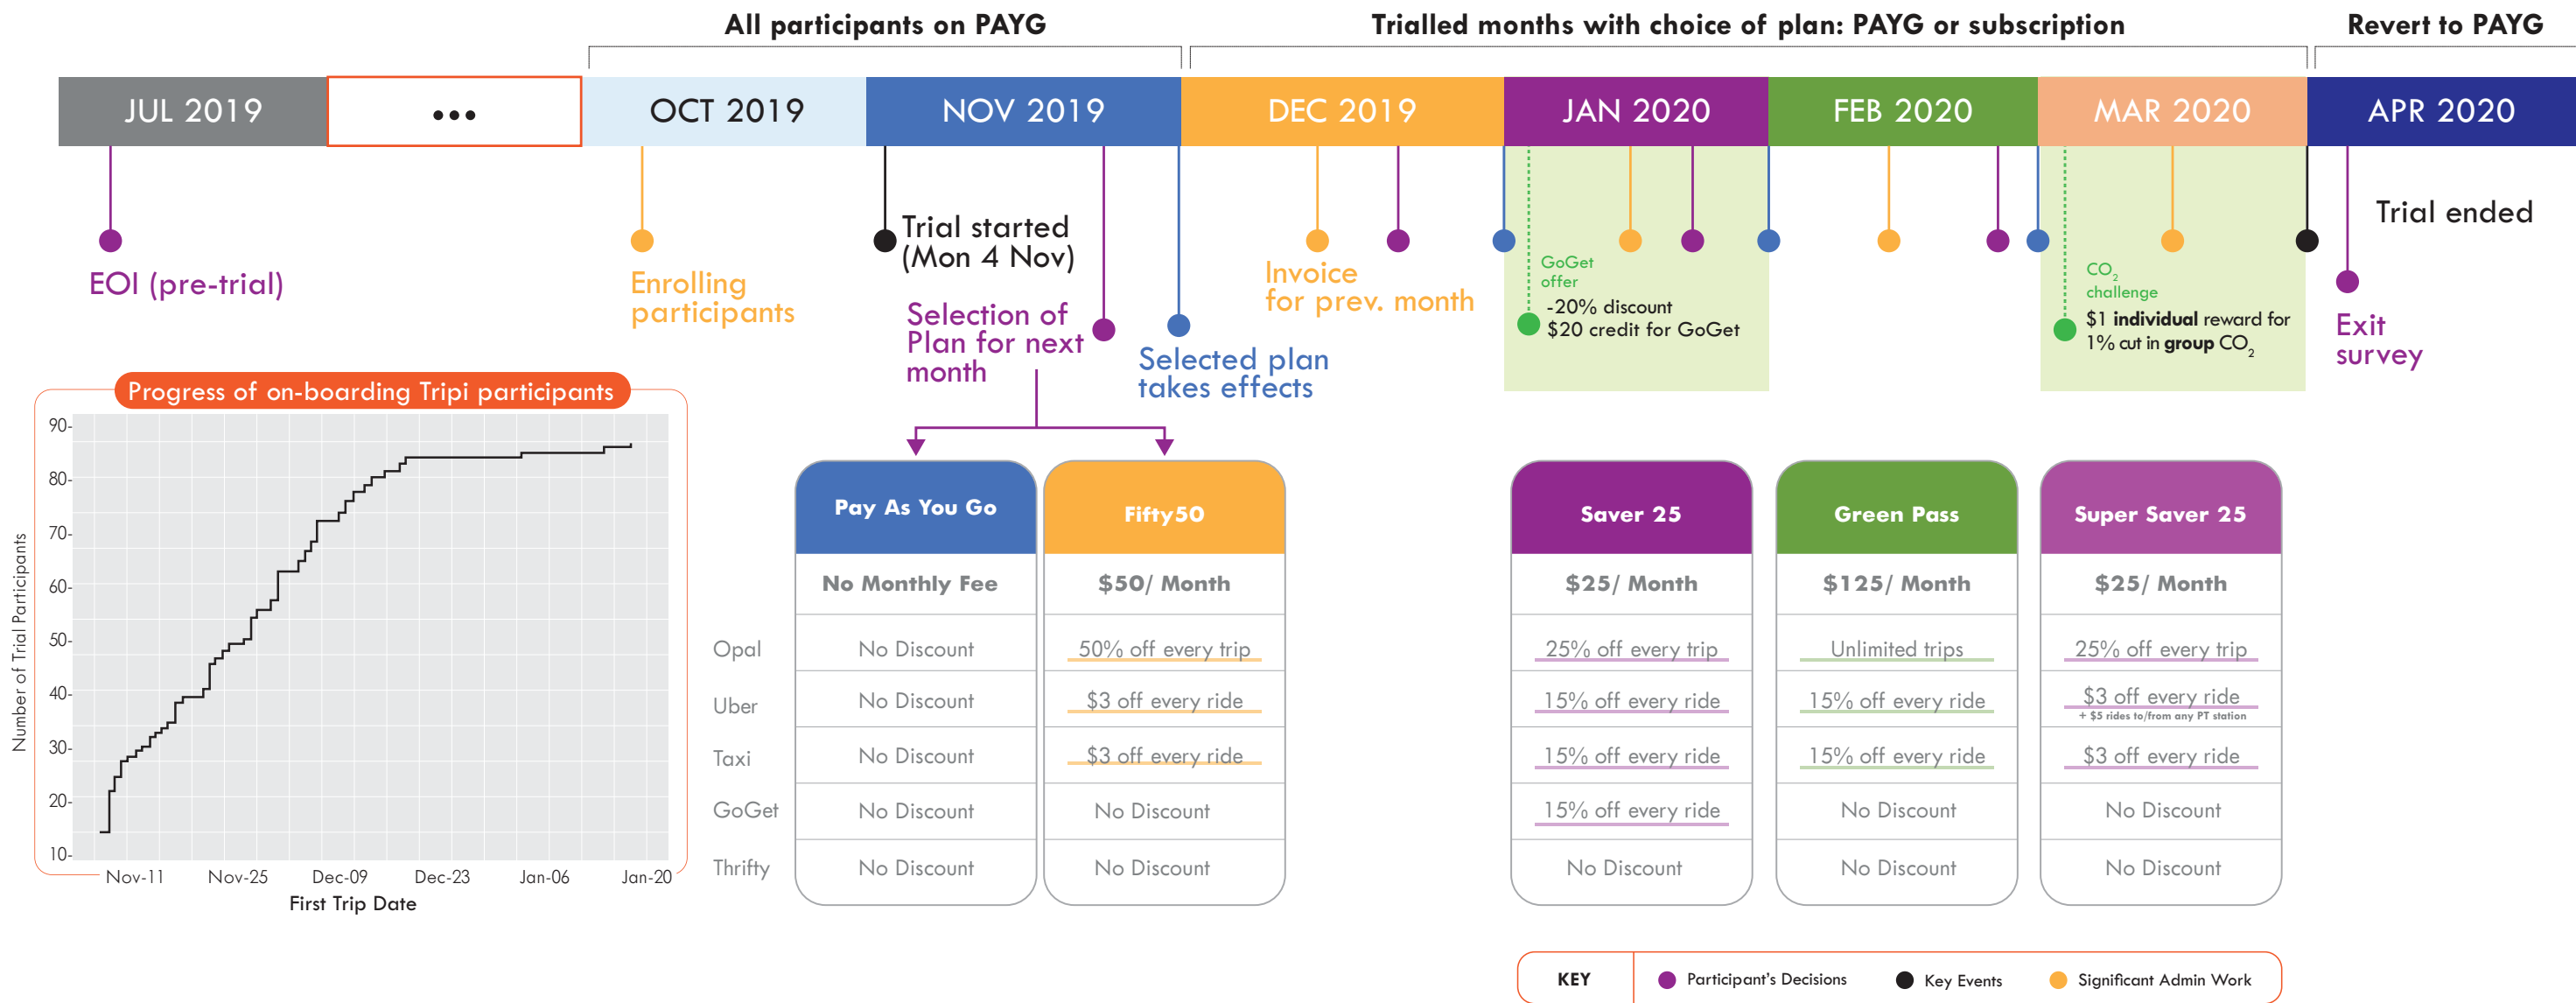 All participants on PAYG
Trialled months with choice of plan: PAYG or subscription
Revert to PAYG
JUL 2019
...
OCT 2019
NOV 2019
DEC 2019
JAN 2020
FEB 2020
MAR 2020
APR 2020
EOI (pre-trial)
Enrolling
participants
Trial started
(Mon 4 Nov)
Selection of
Plan for next
month
Selected plan
takes effects
Invoice
for prev. month
GoGet
offer
-20% discount
$20 credit for GoGet
CO2
challenge
$1 individual reward for
1% cut in group CO2
Trial ended
Exit
survey
Progress of on-boarding Tripi participants
Number of Trial Participants
90-
80-
70-
60-
50-
40-
30-
20-
10-
Nov-11 Nov-25 Dec-09 Dec-23 Jan-06 Jan-20
First Trip Date
Pay As You Go Fifty50 Saver 25 Green Pass Super Saver 25
No Monthly Fee $50/ Month $25/ Month $125/ Month $25/ Month
Opal No Discount 50% off every trip 25% off every trip Unlimited trips 25% off every trip
Uber No Discount $3 off every ride 15% off every ride 15% off every ride $3 off every ride
+ $5 rides to/from any PT station
Taxi No Discount $3 off every ride 15% off every ride 15% off every ride $3 off every ride
GoGet No Discount No Discount 15% off every ride No Discount No Discount
Thrifty No Discount No Discount No Discount No Discount No Discount
KEY Participant's Decisions Key Events Significant Admin Work